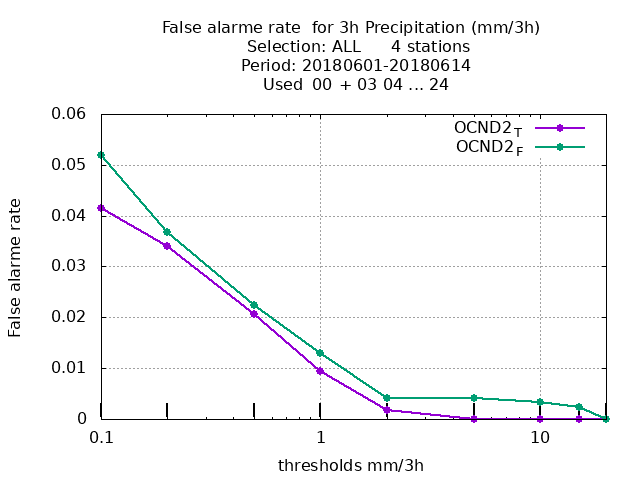 False alarme rate  for 3h Precipitation (mm/3h)
Selection: ALL      4 stations
Period: 20180601-20180614
Used  00  + 03 04 ... 24
OCND2_T
OCND2_F
0.06
0.05
0.04
0.03
0.02
0.01
0
False alarme rate
0.1 1 10
thresholds mm/3h